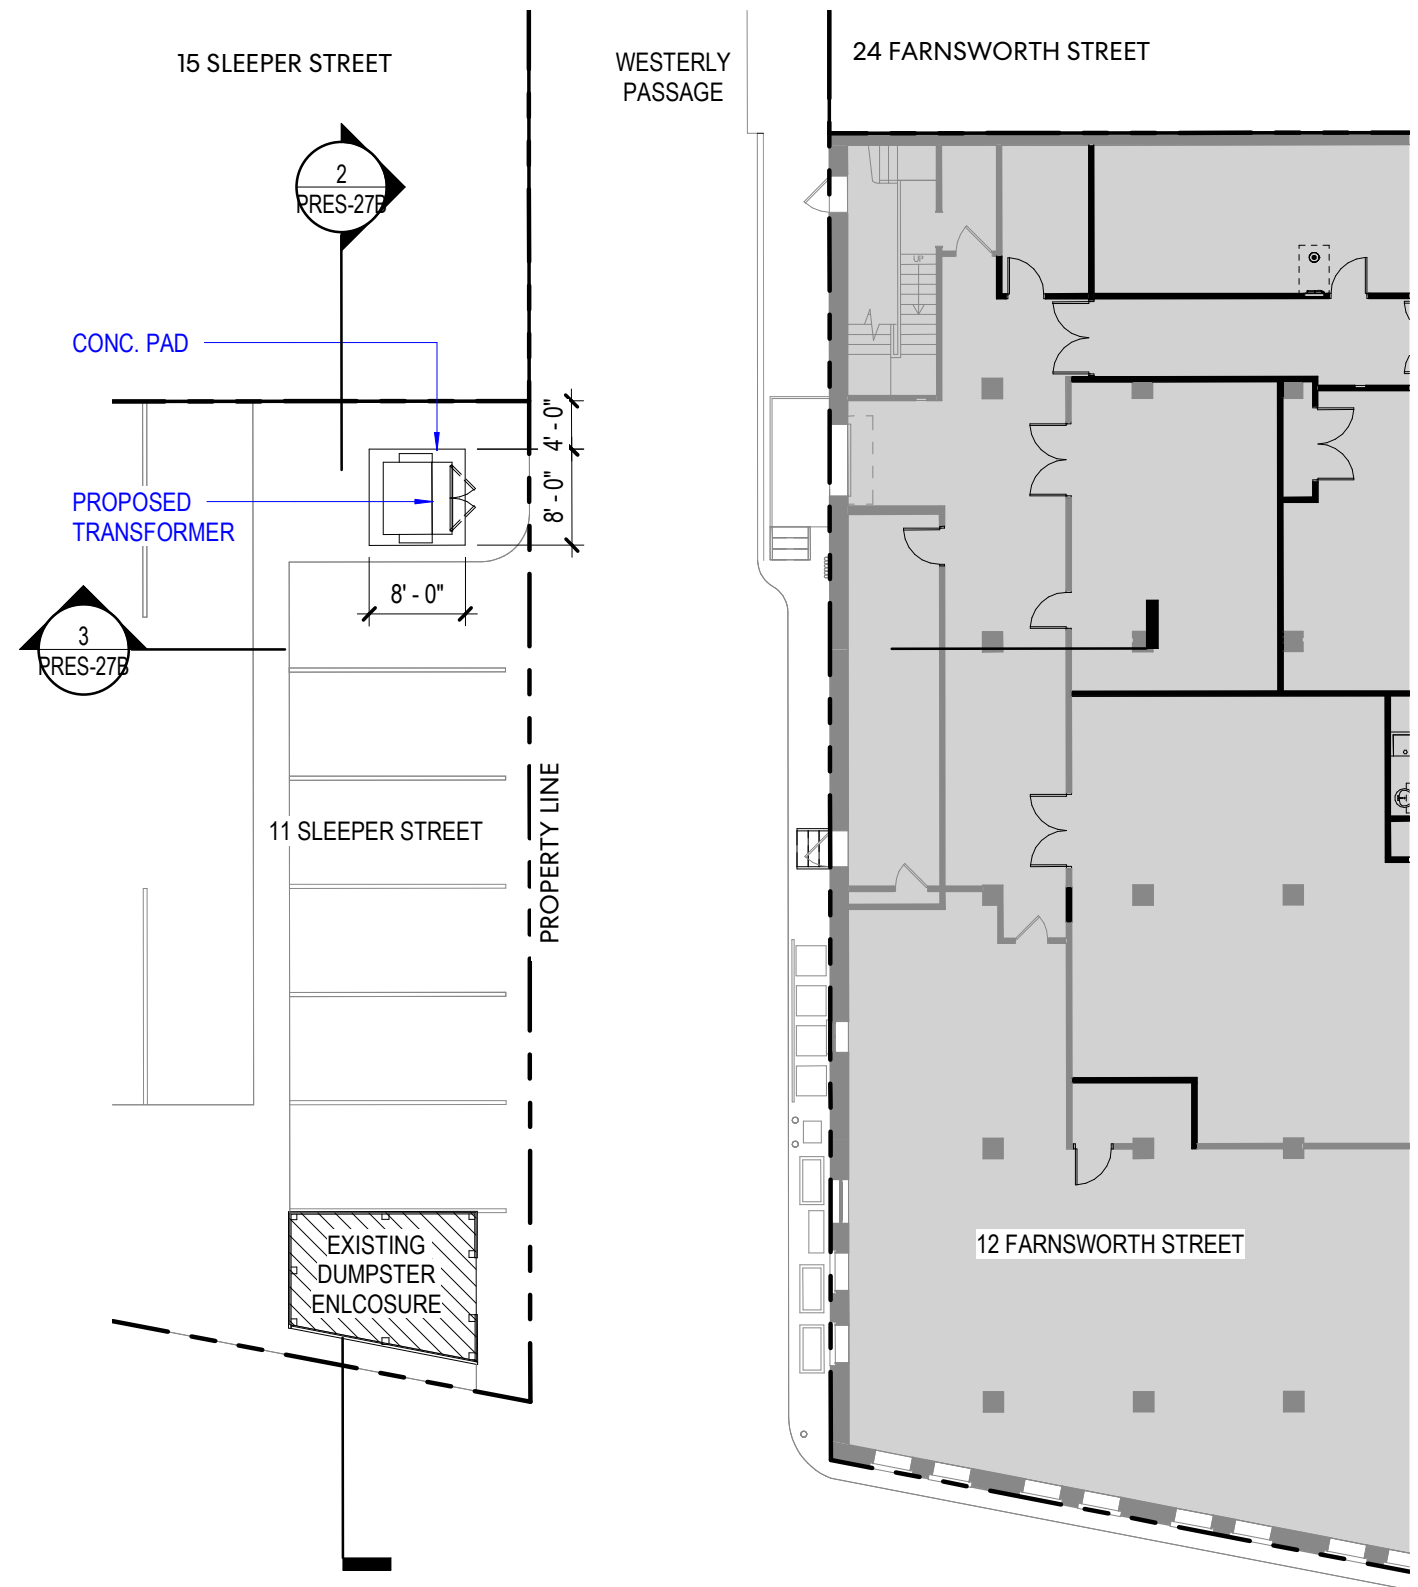 15 SLEEPER STREET
WESTERLY
PASSAGE
24 FARNSWORTH STREET
2
PRES-27B
UP
CONC. PAD
4' - 0"
8' - 0"
PROPOSED
TRANSFORMER
8' - 0"
3
PRES-27B
PROPERTY LINE
11 SLEEPER STREET
EXISTING
DUMPSTER
ENLCOSURE
12 FARNSWORTH STREET